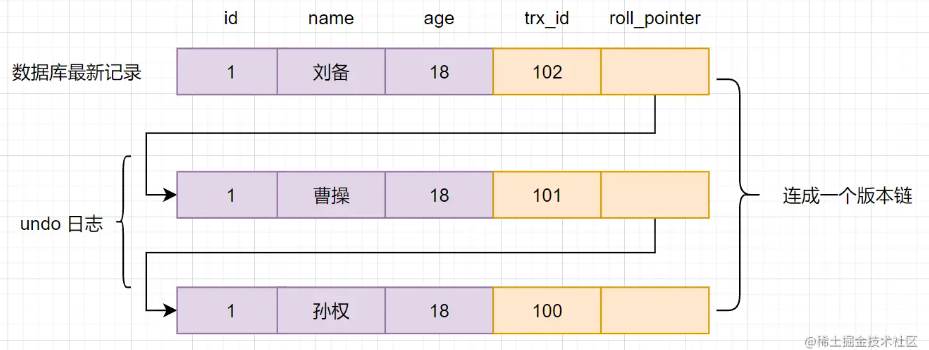 id name age trx_id roll_pointer
数据库最新记录 1 刘备 18 102
undo 日志 1 曹操 18 101 连成一个版本链
1 孙权 18 100
@稀土掘金技术社区